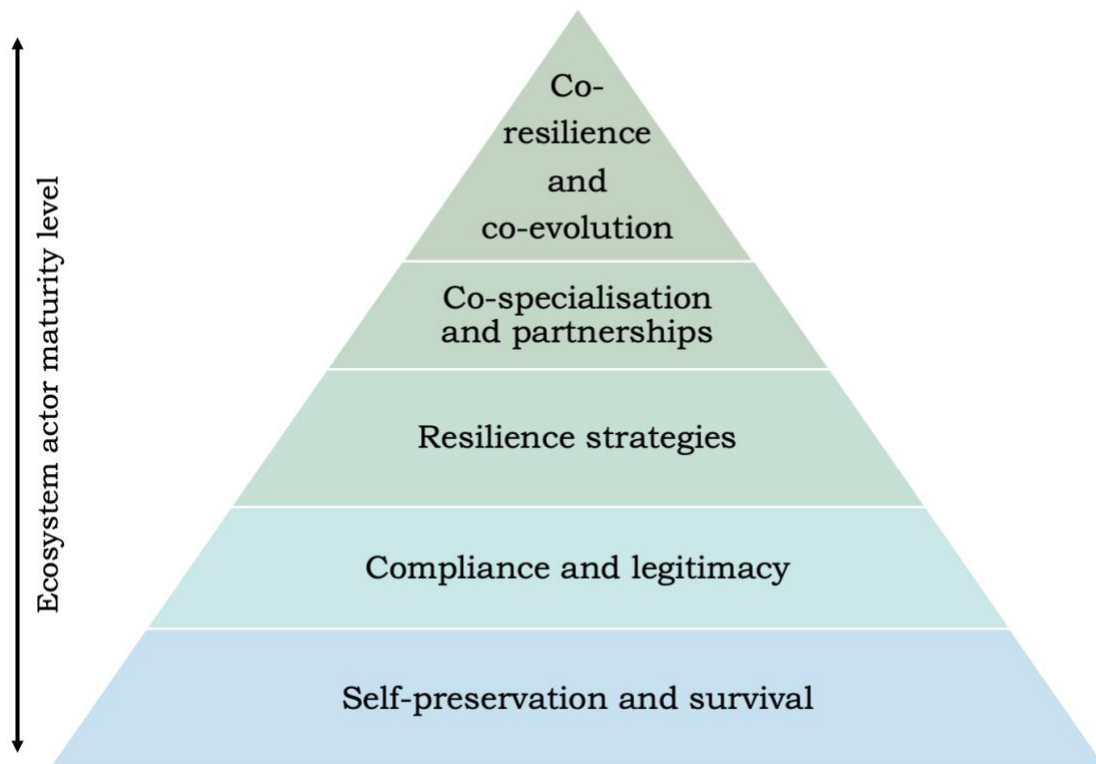 Ecosystem actor maturity level
Co-
resilience
and
co-evolution
Co-specialisation
and partnerships
Resilience strategies
Compliance and legitimacy
Self-preservation and survival